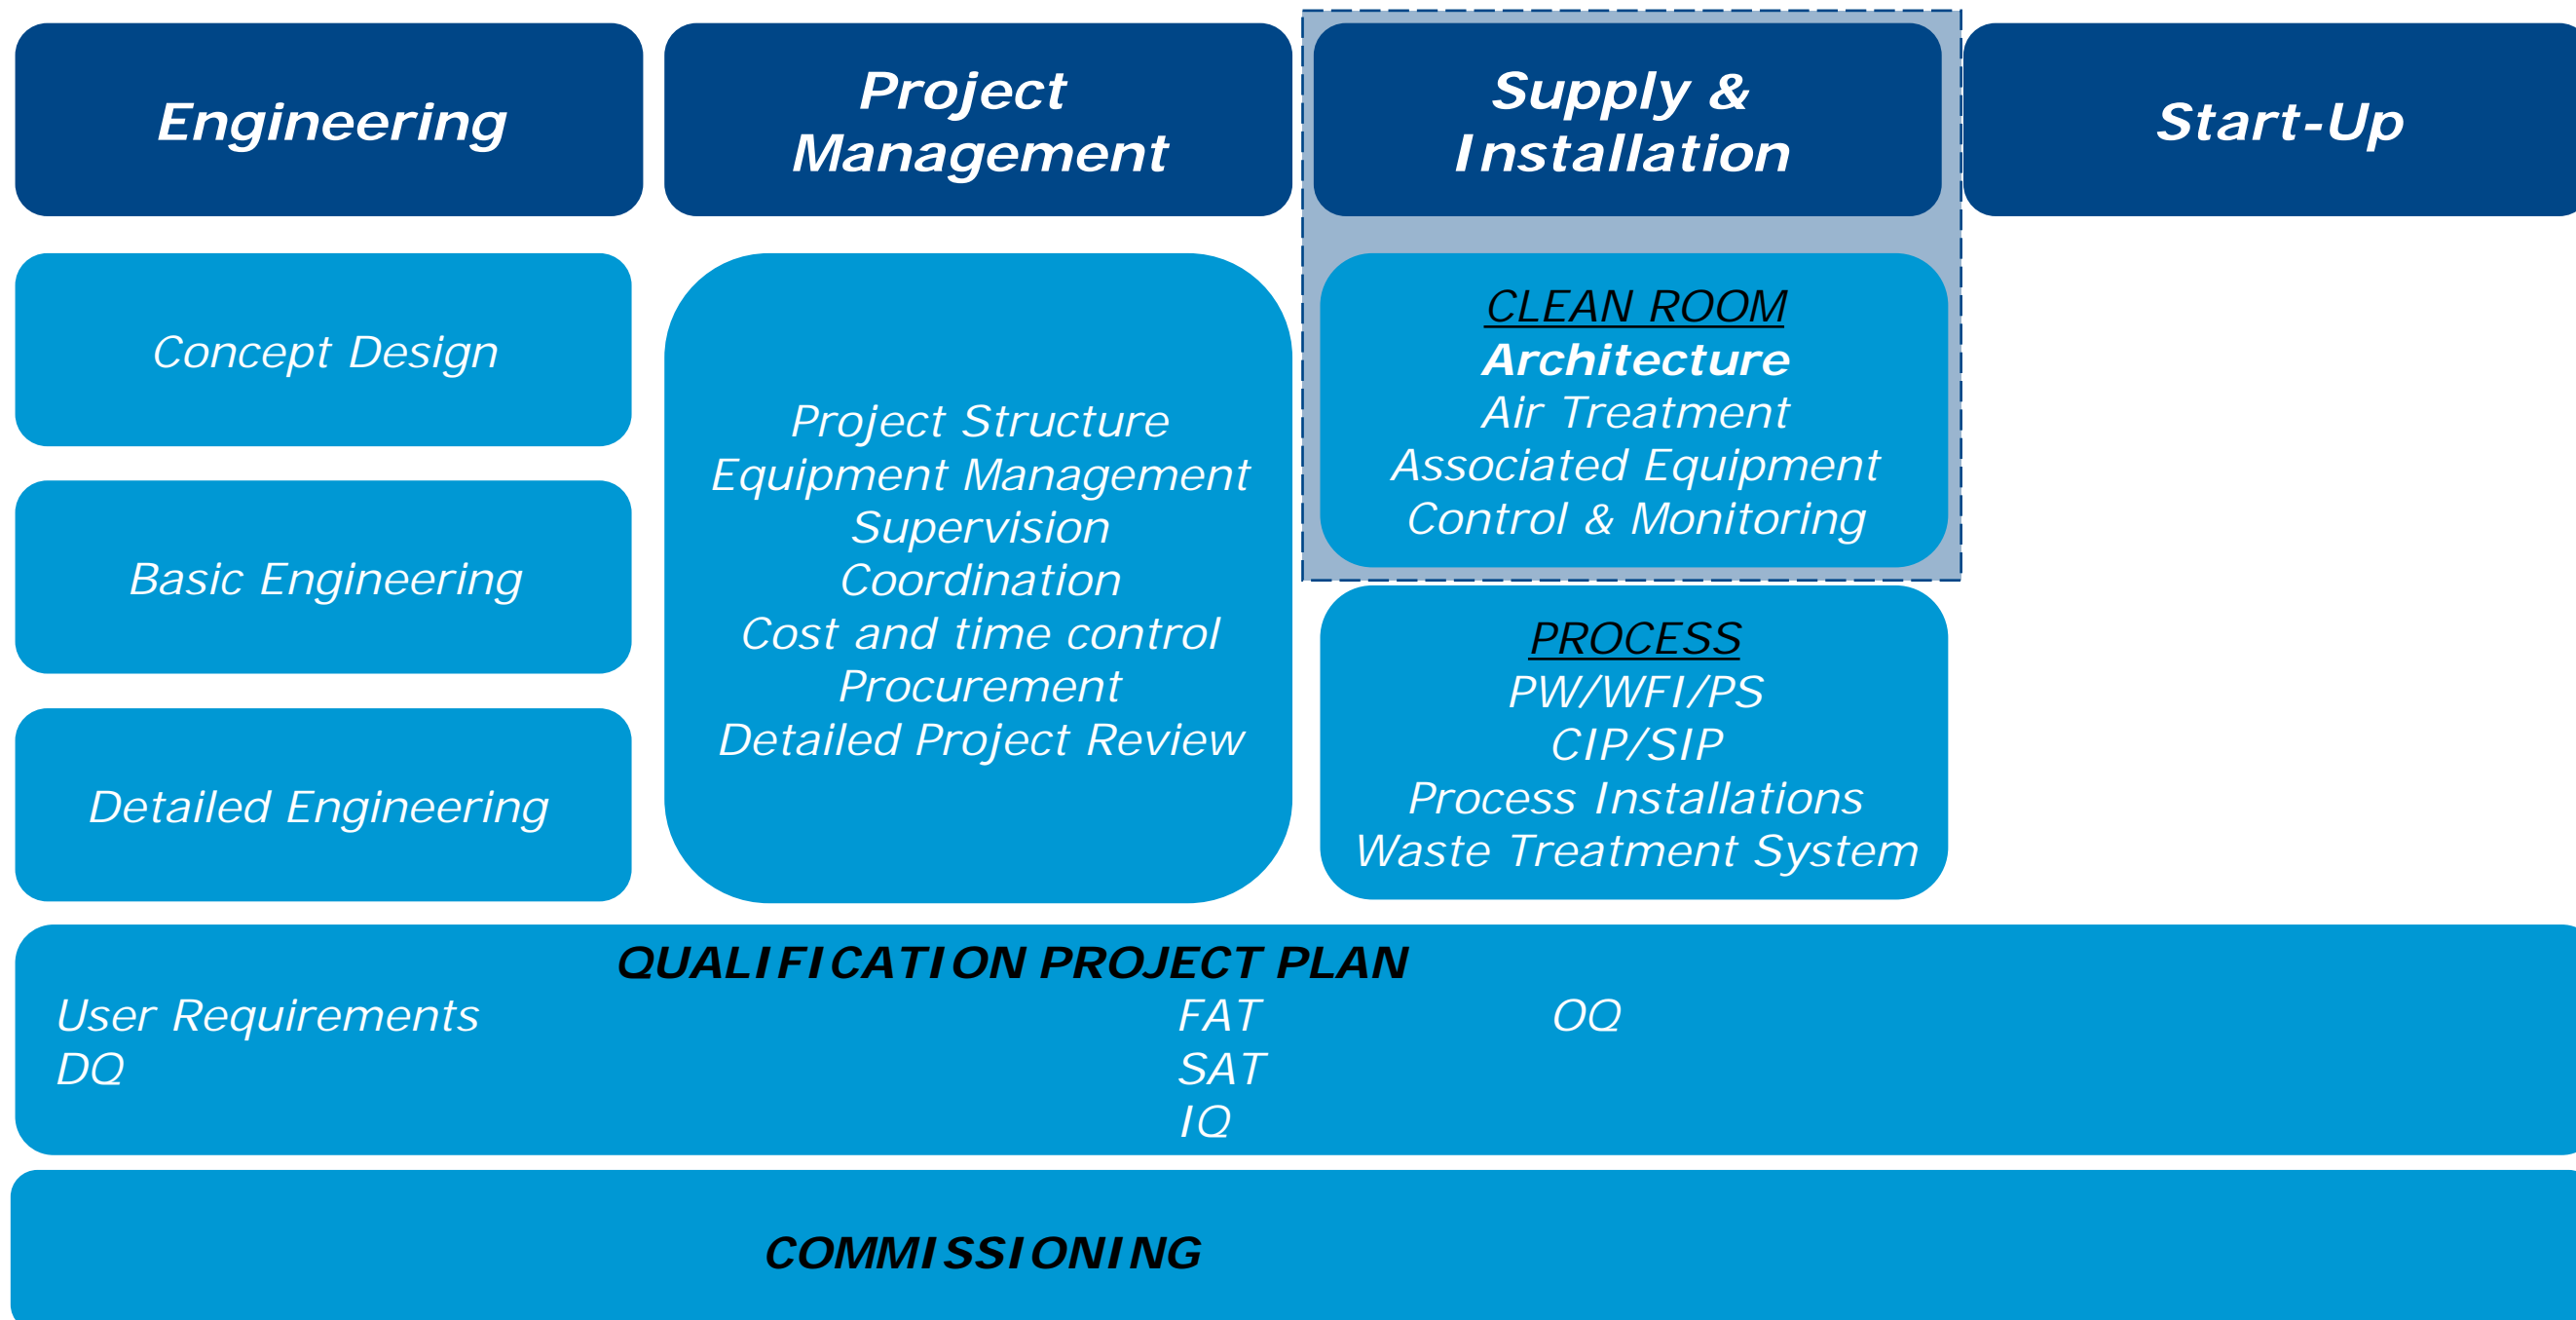 Engineering
Project
Management
Supply &
Installation
Start-Up
Concept Design
Basic Engineering
Detailed Engineering
Project Structure
Equipment Management
Supervision
Coordination
Cost and time control
Procurement
Detailed Project Review
CLEAN ROOM
Architecture
Air Treatment
Associated Equipment
Control & Monitoring
PROCESS
PW/WFI/PS
CIP/SIP
Process Installations
Waste Treatment System
QUALIFICATION PROJECT PLAN
User Requirements FAT OQ
DQ SAT
IQ
COMMISSIONING